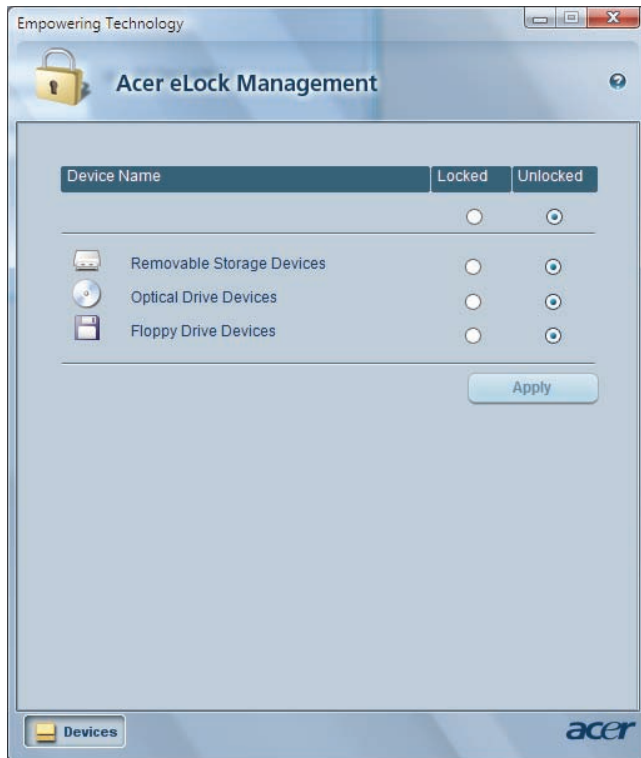 Empowering Technology
Acer eLock Management
Device Name Locked Unlocked
Removable Storage Devices
Optical Drive Devices
Floppy Drive Devices
Apply
Devices
acer